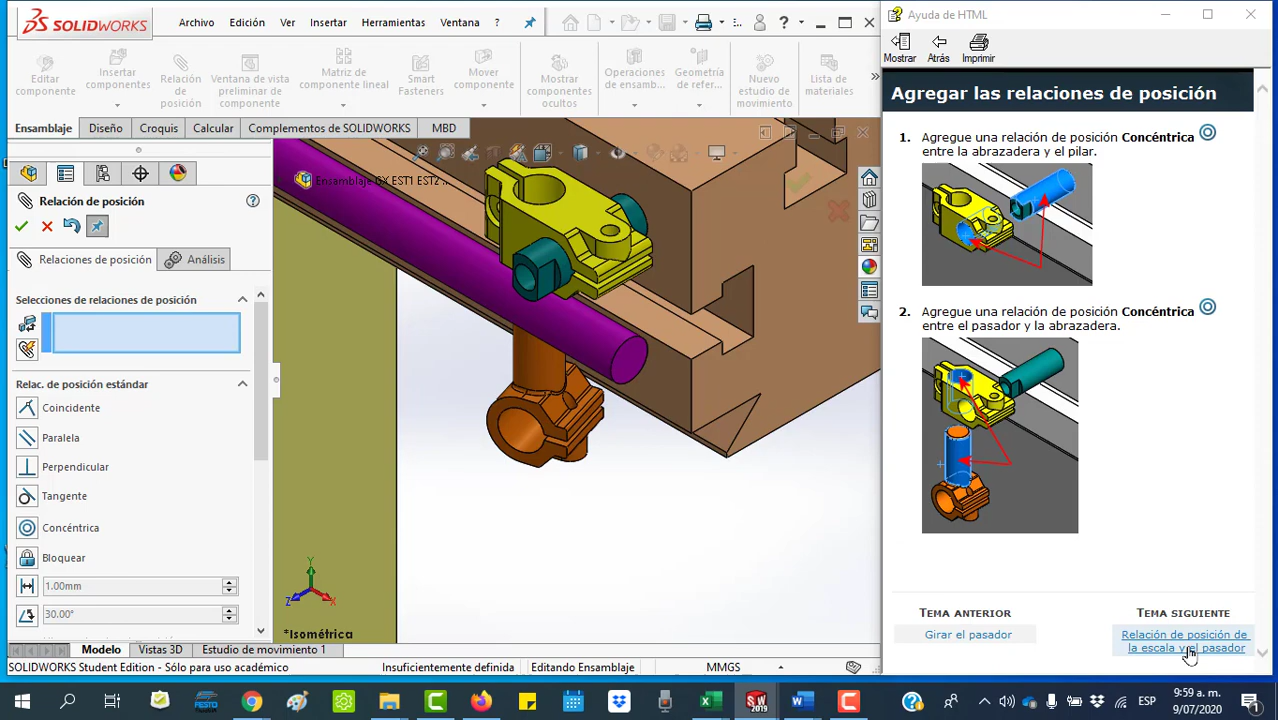 SOLIDWORKS
Archivo Edición Ver Insertar Herramientas Ventana ?
?
Editar componente
Insertar componentes
Relación de posición
Ventana de vista preliminar de componente
Matriz de componente lineal
Smart Fasteners
Mover componente
Mostrar componentes ocultos
Operaciones de ensamb...
Geometría de refer...
Nuevo estudio de movimiento
Lista de materiales
»
Ensamblaje Diseño Croquis Calcular Complementos de SOLIDWORKS MBD
Relación de posición
Relaciones de posición Análisis
Selecciones de relaciones de posición
Relac. de posición estándar
Coincidente
Paralela
Perpendicular
Tangente
Concéntrica
Bloquear
1.00mm
30.00°
Y
Z
X
*Isométrica
Modelo Vistas 3D Estudio de movimiento 1
SOLIDWORKS Student Edition - Sólo para uso académico Insuficientemente definida Editando Ensamblaje MMGS
Ayuda de HTML
Mostrar Atrás Imprimir
Agregar las relaciones de posición
1. Agregue una relación de posición Concéntrica
entre la abrazadera y el pilar.
2. Agregue una relación de posición Concéntrica
entre el pasador y la abrazadera.
TEMA ANTERIOR TEMA SIGUIENTE
Girar el pasador
Relación de posición de
la escala y el pasador
FESTO
SW
2019
ESP
9:59 a. m.
9/07/2020
1